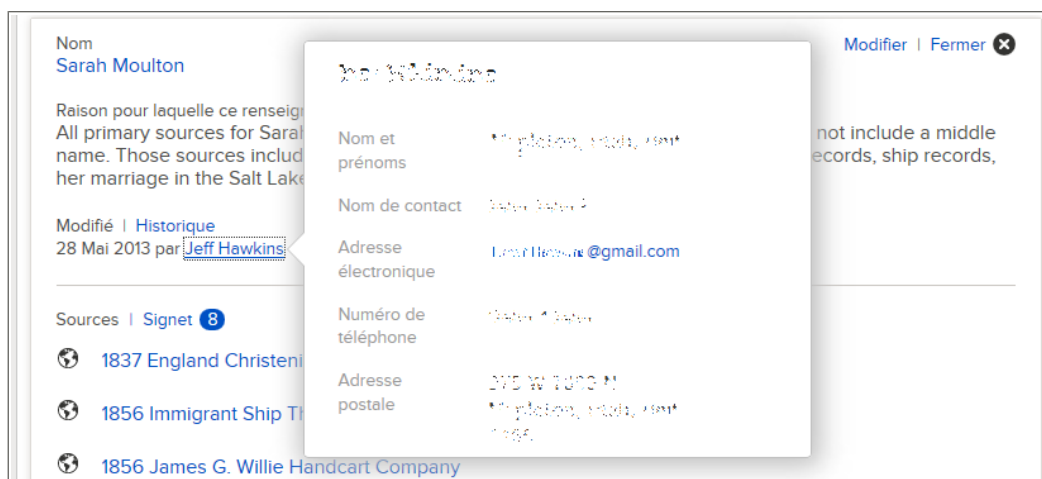 Nom
Sarah Moulton
Modifier | Fermer
Raison pour laquelle ce renseig
All primary sources for Sara
not include a middle
name. Those sources includ
ecords, ship records,
her marriage in the Salt Lake
Modifié | Historique
28 Mai 2013 par Jeff Hawkins
Nom et
prénoms
Nom de contact
Adresse
électronique
@gmail.com
Numéro de
téléphone
Adresse
postale
Sources | Signet 8
1837 England Christeni
1856 Immigrant Ship T
1856 James G. Willie Handcart Company